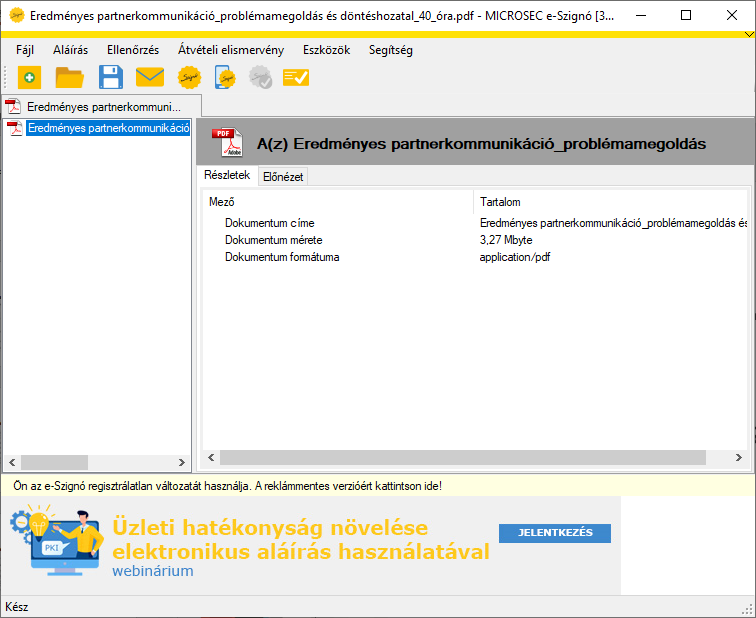 Eredményes partnerkommunikáció_problémamegoldás és döntéshozatal_40_óra.pdf - MICROSEC e-Szignó [3...
Fájl Aláírás Ellenőrzés Átvételi elismervény Eszközök Segítség
Eredményes partnerkommuni...
Eredményes partnerkommunikáció
PDF
Adobe
A(z) Eredményes partnerkommunikáció_problémamegoldás
Részletek Előnézet
Mező Tartalom
Dokumentum címe Eredményes partnerkommunikáció_problémamegoldás és
Dokumentum mérete 3,27 Mbyte
Dokumentum formátuma application/pdf
Ön az e-Szignó regisztrálatlan változatát használja. A reklámmentes verzióért kattintson ide!
PKI
Üzleti hatékonyság növelése
elektronikus aláírás használatával
webinárium
JELENTKEZÉS
Kész